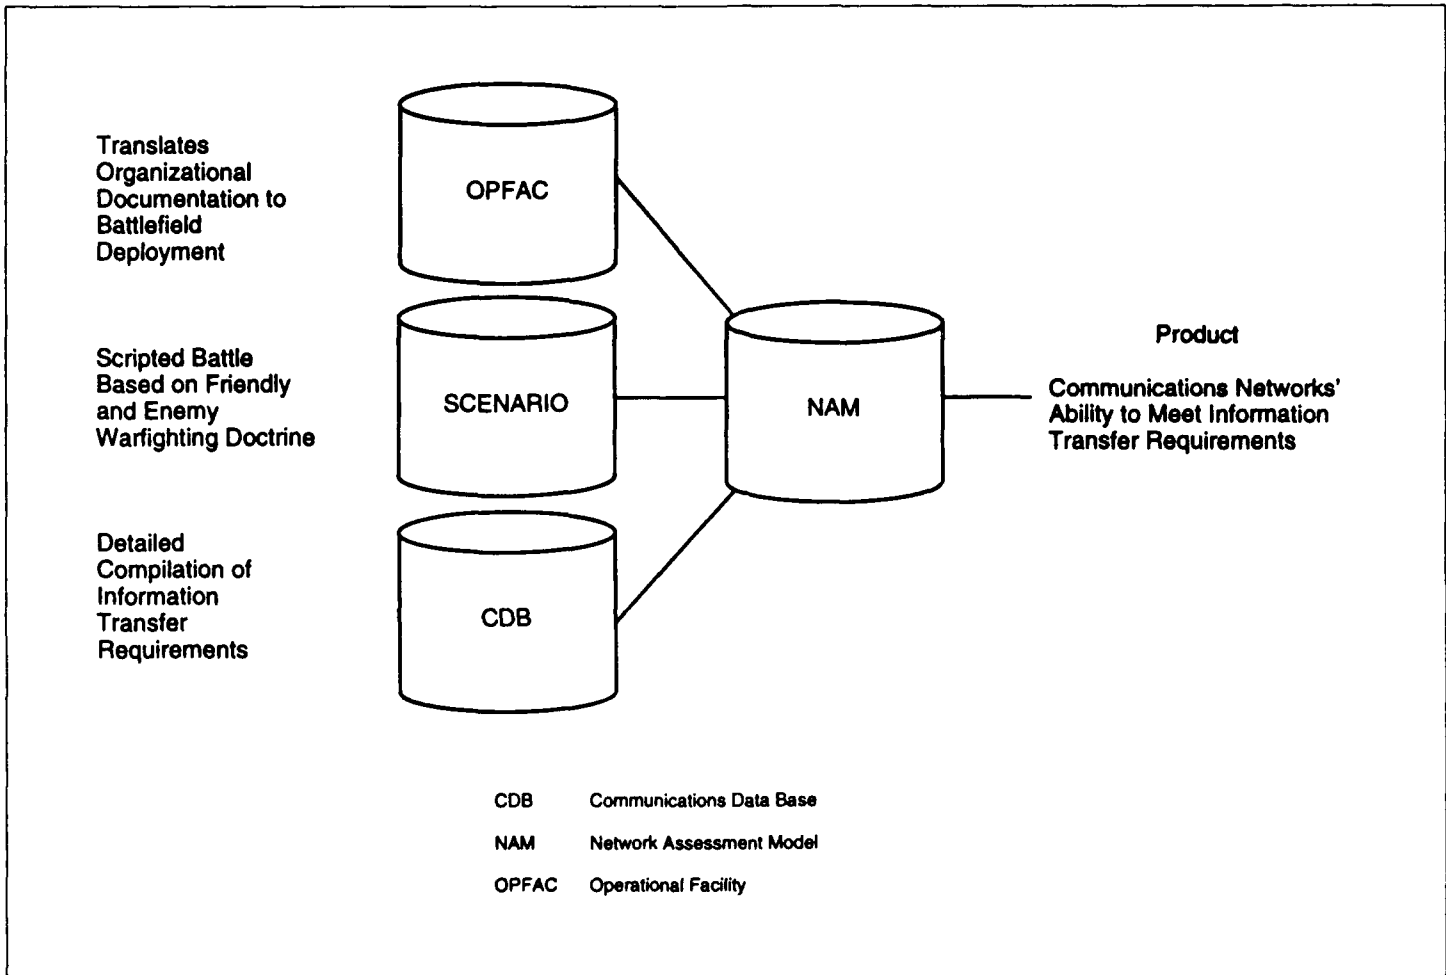 Translates
Organizational
Documentation to
Battlefield
Deployment
OPFAC
Scripted Battle
Based on Friendly
and Enemy
Warfighting Doctrine
SCENARIO
Detailed
Compilation of
Information
Transfer
Requirements
CDB
NAM
Product
Communications Networks'
Ability to Meet Information
Transfer Requirements
CDB Communications Data Base
NAM Network Assessment Model
OPFAC Operational Facility